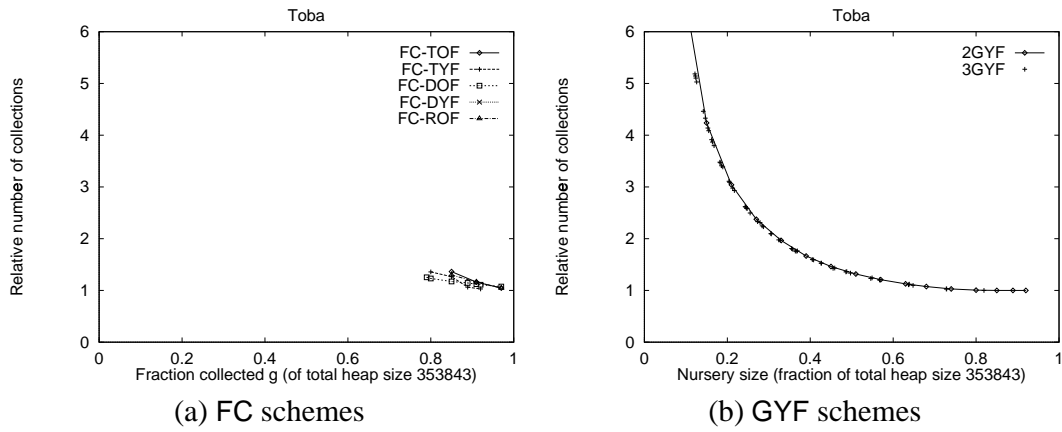 Toba
Relative number of collections
6
5
4
3
2
1
0
FC-TOF
FC-TYF
FC-DOF
FC-DYF
FC-ROF
0 0.2 0.4 0.6 0.8 1
Fraction collected g (of total heap size 353843)
(a) FC schemes
Toba
Relative number of collections
6
5
4
3
2
1
0
2GYF
3GYF
0 0.2 0.4 0.6 0.8 1
Nursery size (fraction of total heap size 353843)
(b) GYF schemes